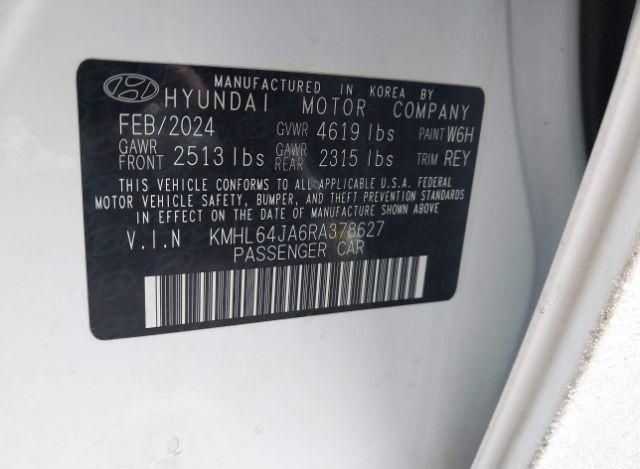 MANUFACTURED IN KOREA BY
HYUNDAI MOTOR COMPANY
FEB/2024 GVWR 4619 lbs PAINT W6H
GAWR FRONT 2513 lbs GAWR REAR 2315 lbs TRIM REY
THIS VEHICLE CONFORMS TO ALL APPLICABLE U.S.A. FEDERAL
MOTOR VEHICLE SAFETY, BUMPER, AND THEFT PREVENTION STANDARDS
IN EFFECT ON THE DATE OF MANUFACTURE SHOWN ABOVE
V.I.N KMHL64JA6RA378627
PASSENGER CAR